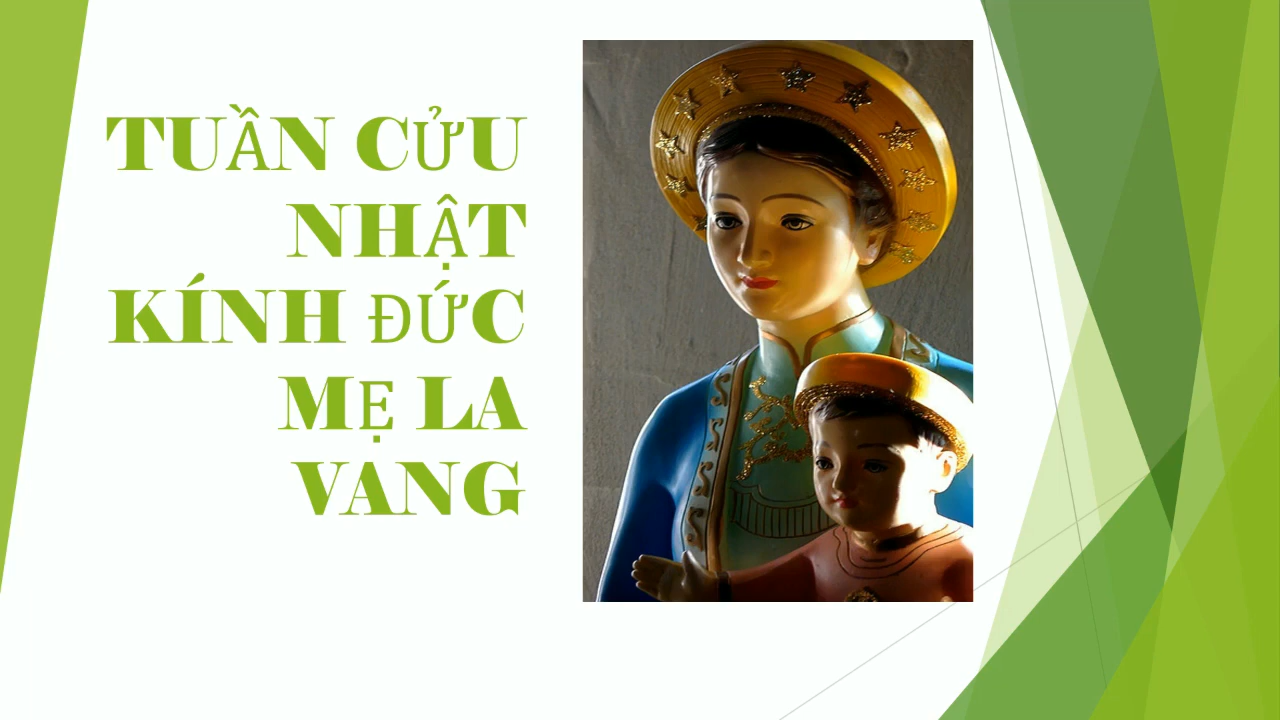 TUẦN CỬU
NHẬT
KÍNH ĐỨC
MẸ LA
VANG